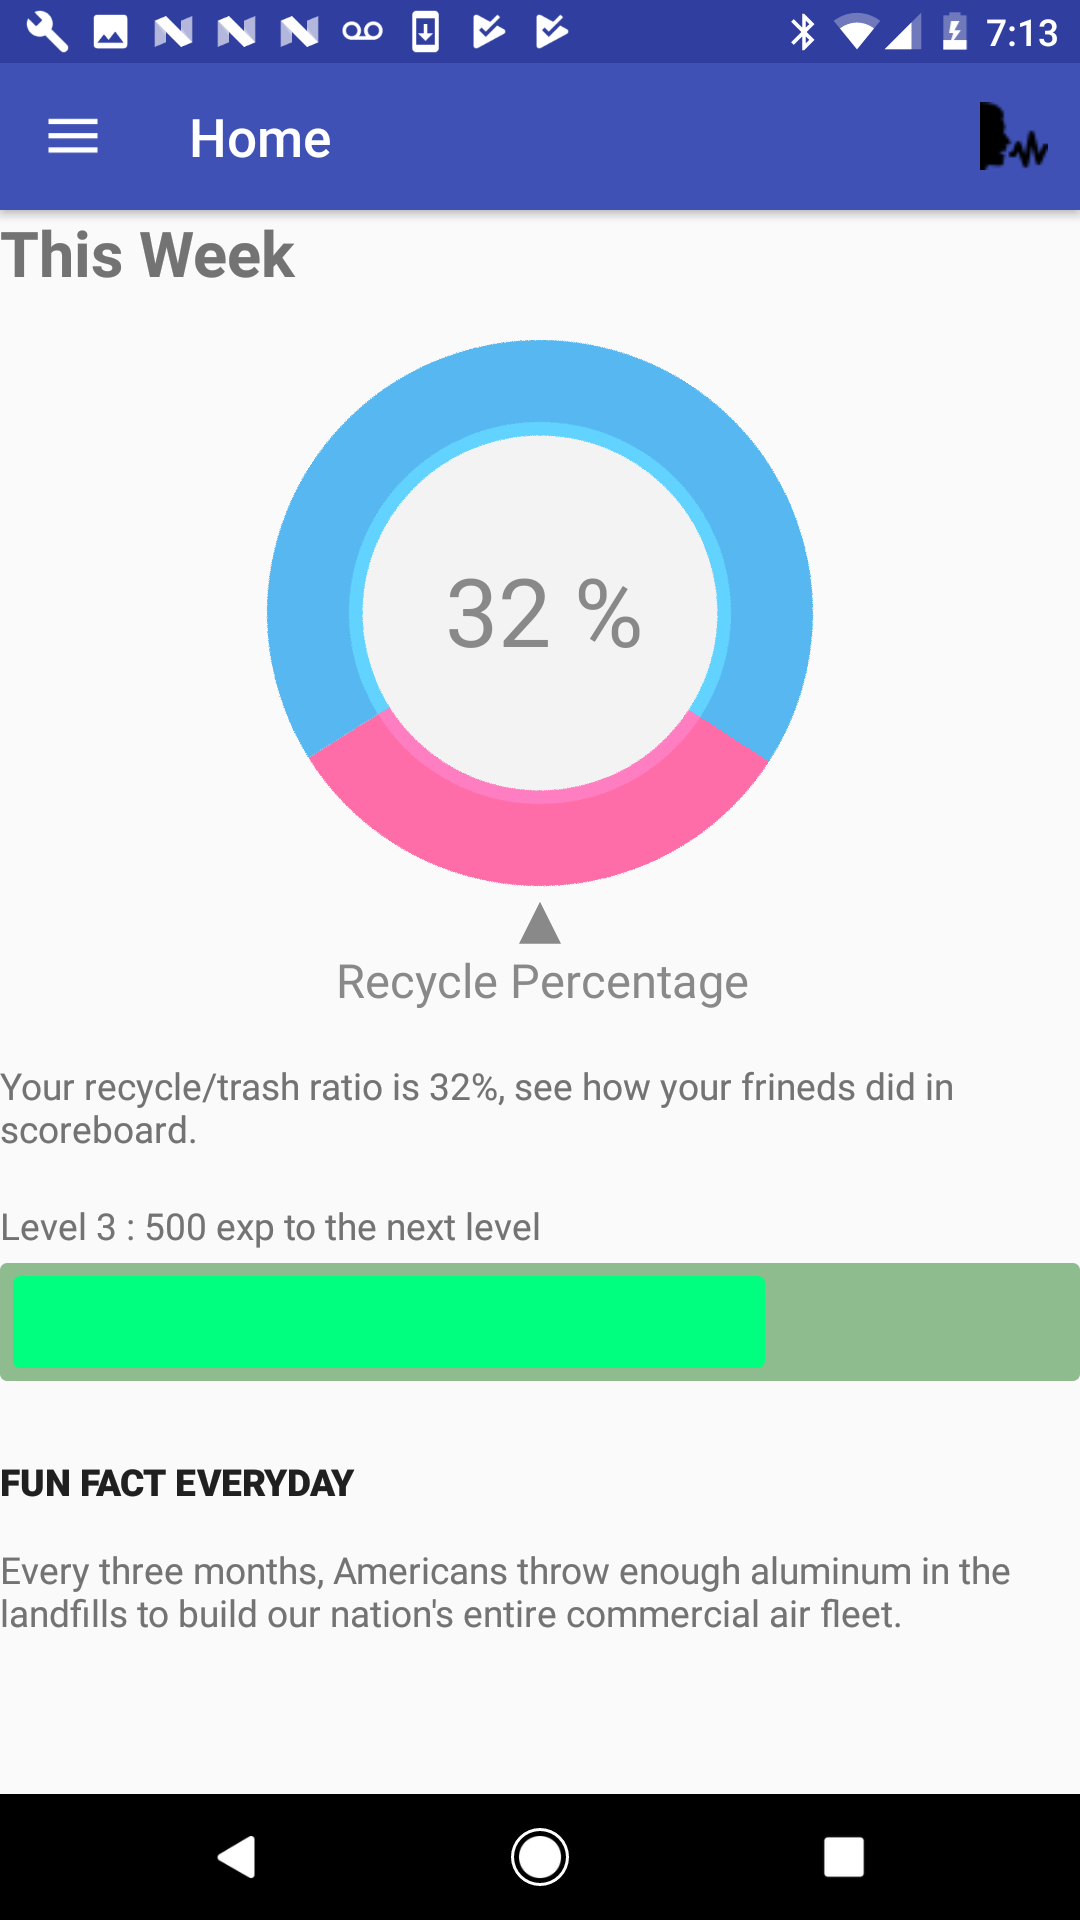 7:13
Home
This Week
32 %
Recycle Percentage
Your recycle/trash ratio is 32%, see how your frineds did in
scoreboard.
Level 3 : 500 exp to the next level
FUN FACT EVERYDAY
Every three months, Americans throw enough aluminum in the
landfills to build our nation's entire commercial air fleet.